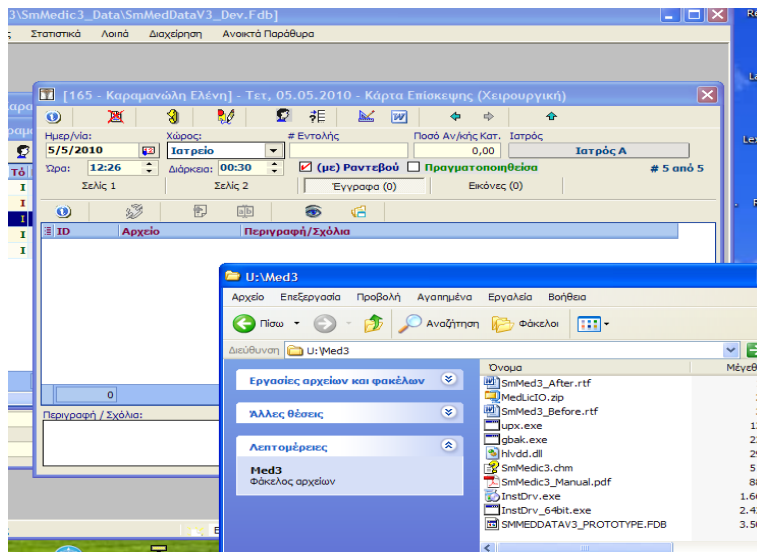 3\SmMedic3_Data\SmMedDataV3_Dev.Fdb]
ς Στατιστικά Λοιπά Διαχείρηση Ανοικτά Παράθυρα
[165 - Καραμανώλη Ελένη] - Τετ, 05.05.2010 - Κάρτα Επίσκεψης (Χειρουργική)
Ημερ/νία: Χώρος: # Εντολής Ποσό Αν/κής Κατ. Ιατρός
5/5/2010 Ιατρείο 0,00 Ιατρός Α
Ώρα: 12:26 Διάρκεια: 00:30 (με) Ραντεβού Πραγματοποιηθείσα # 5 από 5
Σελίς 1 Σελίς 2 Έγγραφα (0) Εικόνες (0)
ID Αρχείο Περιγραφή/Σχόλια
0
Περιγραφή / Σχόλια:
U:\Med3
Αρχείο Επεξεργασία Προβολή Αγαπημένα Εργαλεία Βοήθεια
Πίσω Αναζήτηση Φάκελοι
Διεύθυνση U:\Med3
Εργασίες αρχείων και φακέλων
Άλλες θέσεις
Λεπτομέρειες
Med3
Φάκελος αρχείων
Όνομα Μέγεθ
SmMed3_After.rtf
MedLicIO.zip
SmMed3_Before.rtf
upx.exe
gbak.exe
hlvdd.dll
SmMedic3.chm
SmMedic3_Manual.pdf
InstDrv.exe
InstDrv_64bit.exe
SMMEDDATAV3_PROTOTYPE.FDB